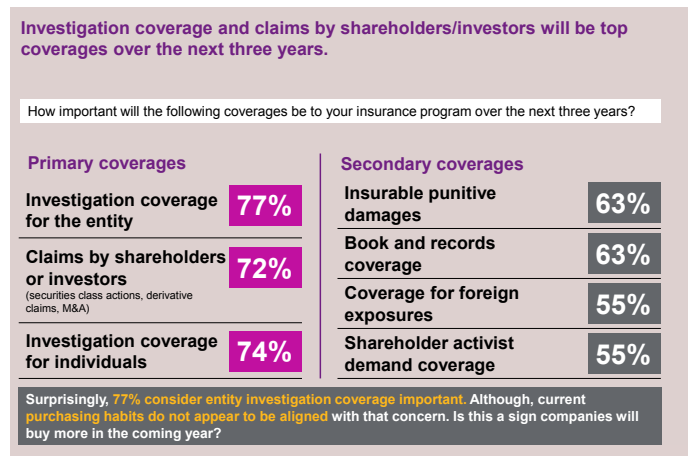 Investigation coverage and claims by shareholders/investors will be top
coverages over the next three years.
How important will the following coverages be to your insurance program over the next three years?
Primary coverages
Investigation coverage
for the entity
77%
Claims by shareholders
or investors
(securities class actions, derivative
claims, M&A)
72%
Investigation coverage
for individuals
74%
Secondary coverages
Insurable punitive
damages
63%
Book and records
coverage
63%
Coverage for foreign
exposures
55%
Shareholder activist
demand coverage
55%
Surprisingly, 77% consider entity investigation coverage important. Although, current
purchasing habits do not appear to be aligned with that concern. Is this a sign companies will
buy more in the coming year?